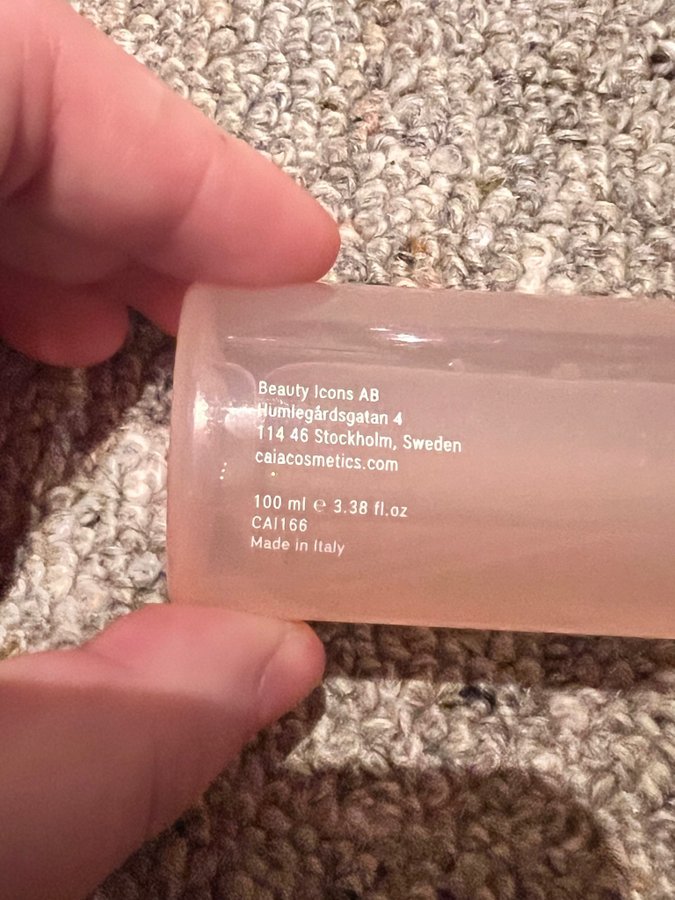 Beauty Icons AB
Humlegårdsgatan 4
114 46 Stockholm, Sweden
caiacosmetics.com
100 ml ℮ 3.38 fl.oz
CAI166
Made in Italy